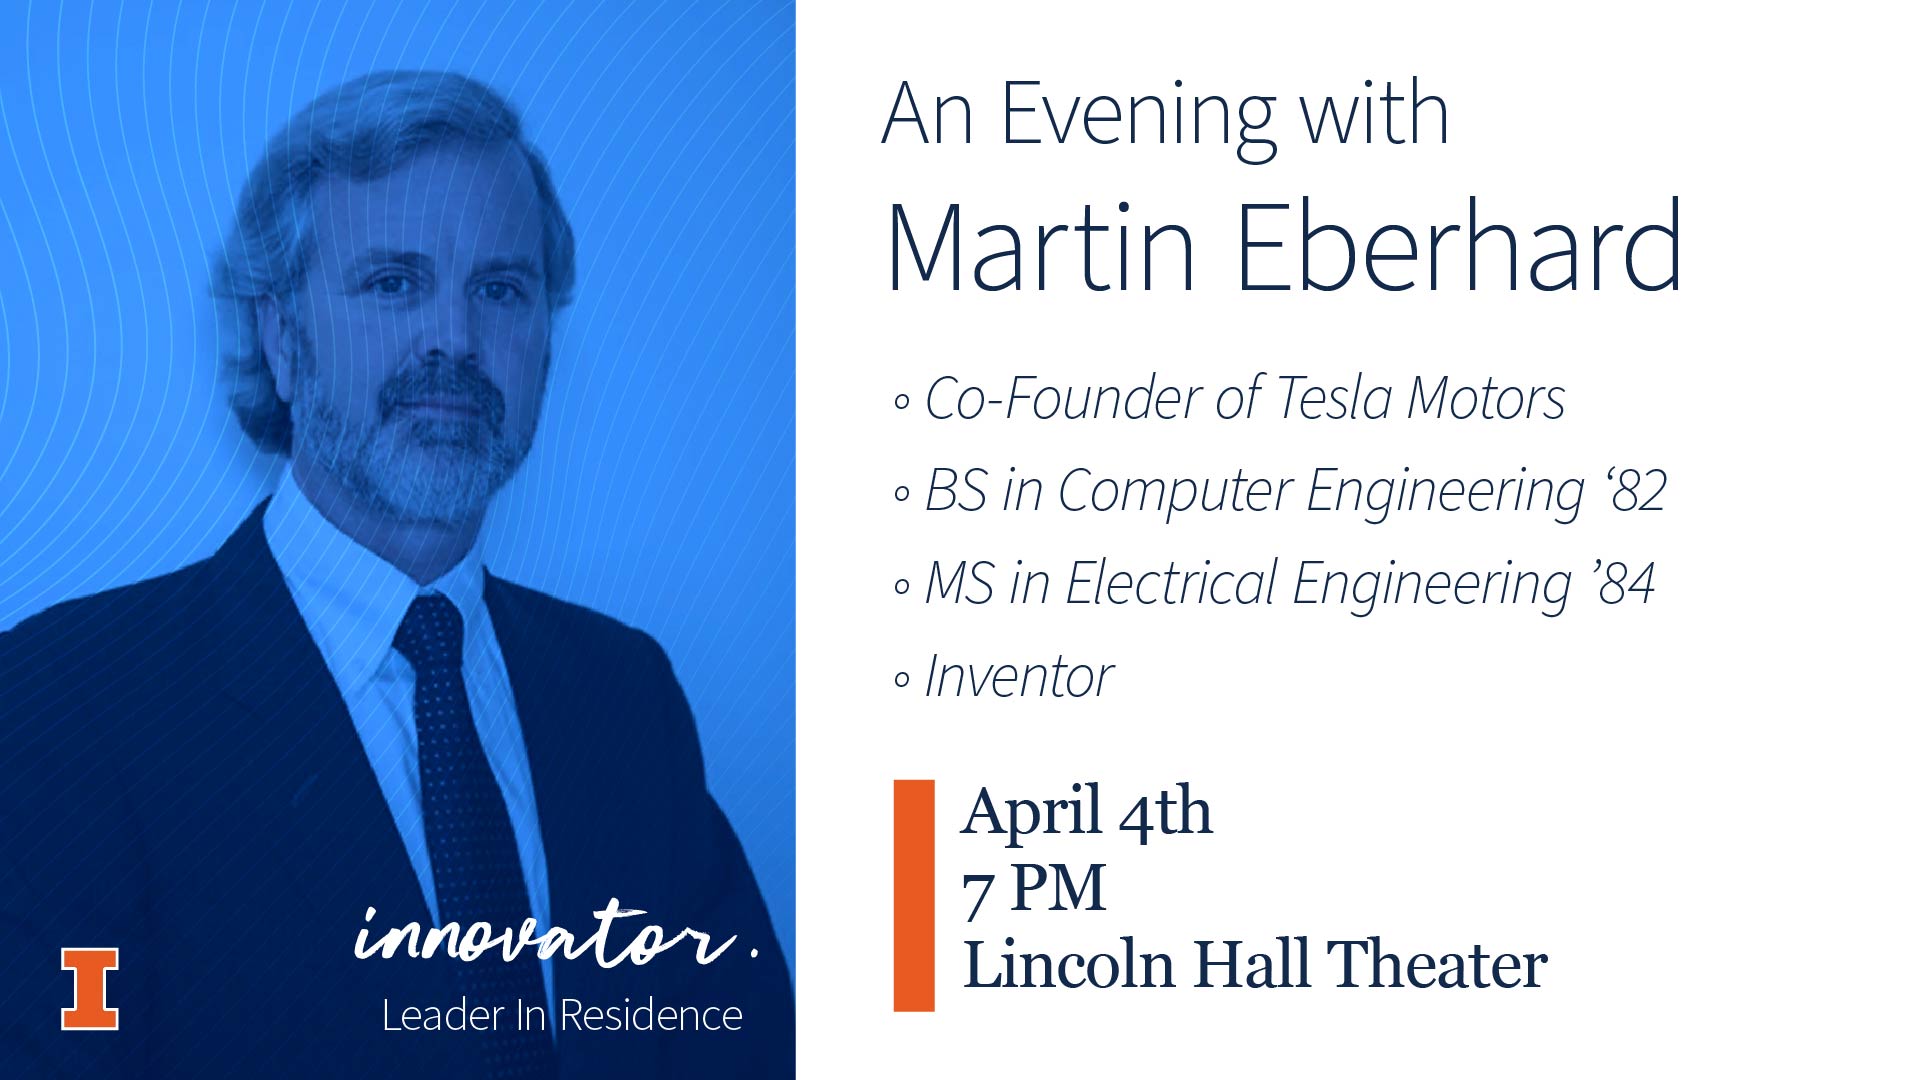 An Evening with
Martin Eberhard
◦ Co-Founder of Tesla Motors
◦ BS in Computer Engineering ‘82
◦ MS in Electrical Engineering ’84
◦ Inventor
April 4th
7 PM
Lincoln Hall Theater
innovator.
Leader In Residence
I